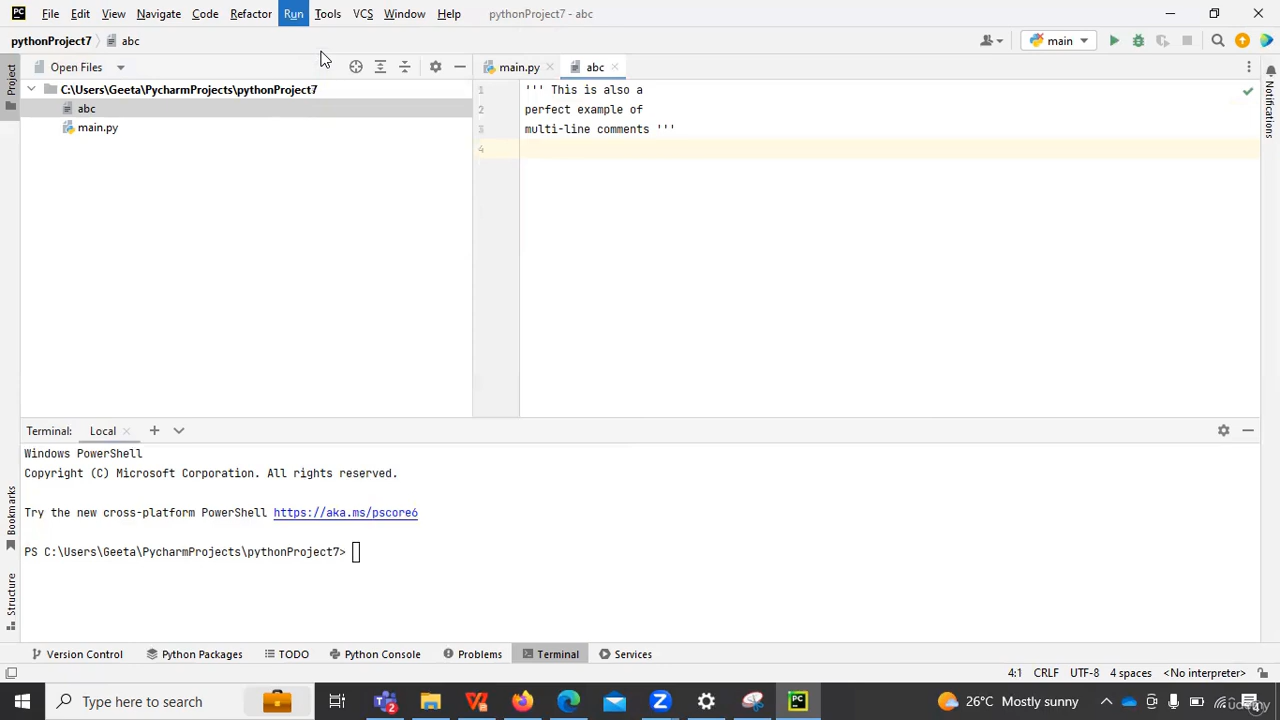 PC File Edit View Navigate Code Refactor Run Tools VCS Window Help pythonProject7 - abc
pythonProject7 abc main
Project Open Files main.py abc
C:\Users\Geeta\PycharmProjects\pythonProject7
abc
main.py
1 ''' This is also a
2 perfect example of
3 multi-line comments '''
4
Notifications
Terminal: Local
Windows PowerShell
Copyright (C) Microsoft Corporation. All rights reserved.
Try the new cross-platform PowerShell https://aka.ms/pscore6
PS C:\Users\Geeta\PycharmProjects\pythonProject7>
Bookmarks
Structure
Version Control Python Packages TODO Python Console Problems Terminal Services
4:1 CRLF UTF-8 4 spaces <No interpreter>
Type here to search PC 26°C Mostly sunny
udemy